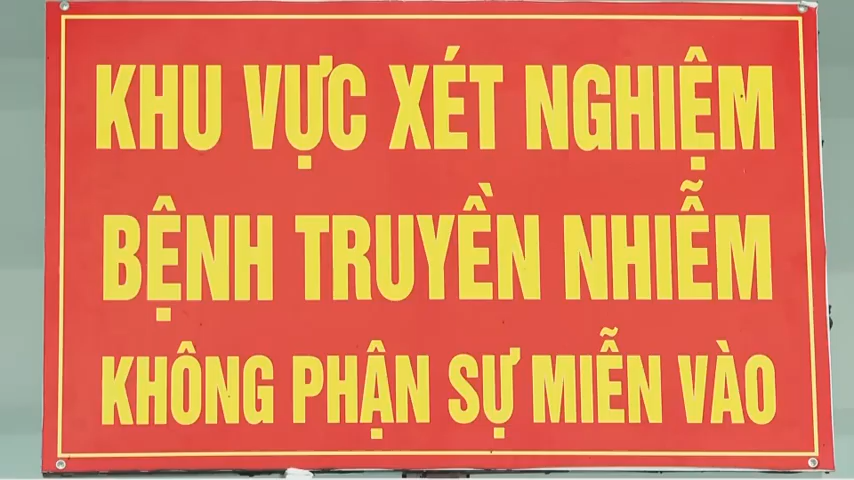 KHU VỰC XÉT NGHIỆM
BỆNH TRUYỀN NHIỄM
KHÔNG PHẬN SỰ MIỄN VÀO